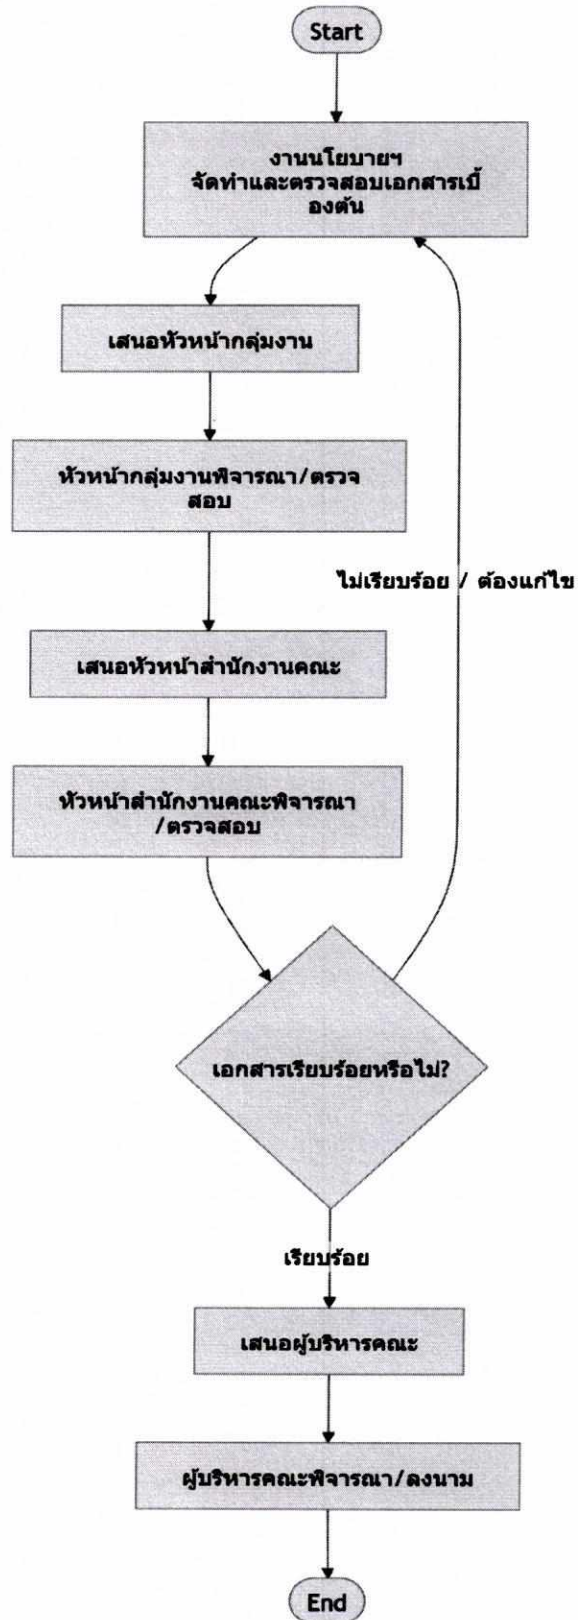 Start
งานนโยบายฯ
จัดทำและตรวจสอบเอกสารเบื้
องต้น
เสนอหัวหน้ากลุ่มงาน
หัวหน้ากลุ่มงานพิจารณา/ตรวจ
สอบ
ไม่เรียบร้อย / ต้องแก้ไข
เสนอหัวหน้าสำนักงานคณะ
หัวหน้าสำนักงานคณะพิจารณา
/ตรวจสอบ
เอกสารเรียบร้อยหรือไม่?
เรียบร้อย
เสนอผู้บริหารคณะ
ผู้บริหารคณะพิจารณา/ลงนาม
End